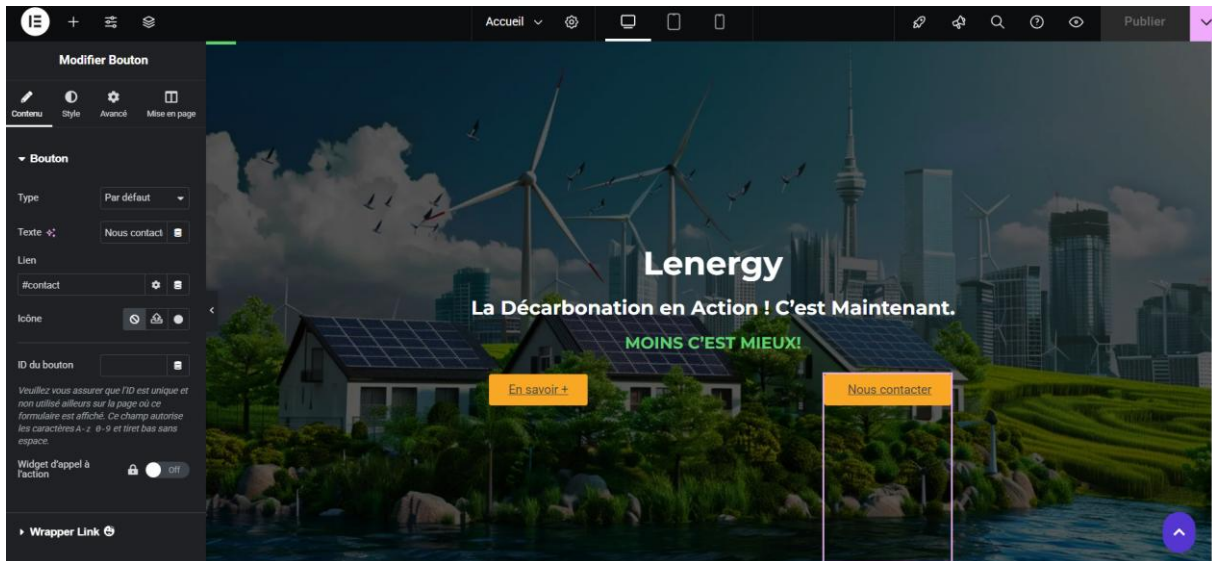 Accueil
Publier
Modifier Bouton
Contenu
Style
Avancé
Mise en page
Bouton
Type
Par défaut
Texte
Nous contact
Lien
#contact
Icône
ID du bouton
Veuillez vous assurer que l'ID est unique et
non utilisé ailleurs sur la page où ce
formulaire est affiché. Ce champ autorise
les caractères A-z 0-9 et tiret bas sans
espace.
Widget d'appel à
l'action
Off
Wrapper Link
Lenergy
La Décarbonation en Action ! C'est Maintenant.
MOINS C'EST MIEUX!
En savoir +
Nous contacter